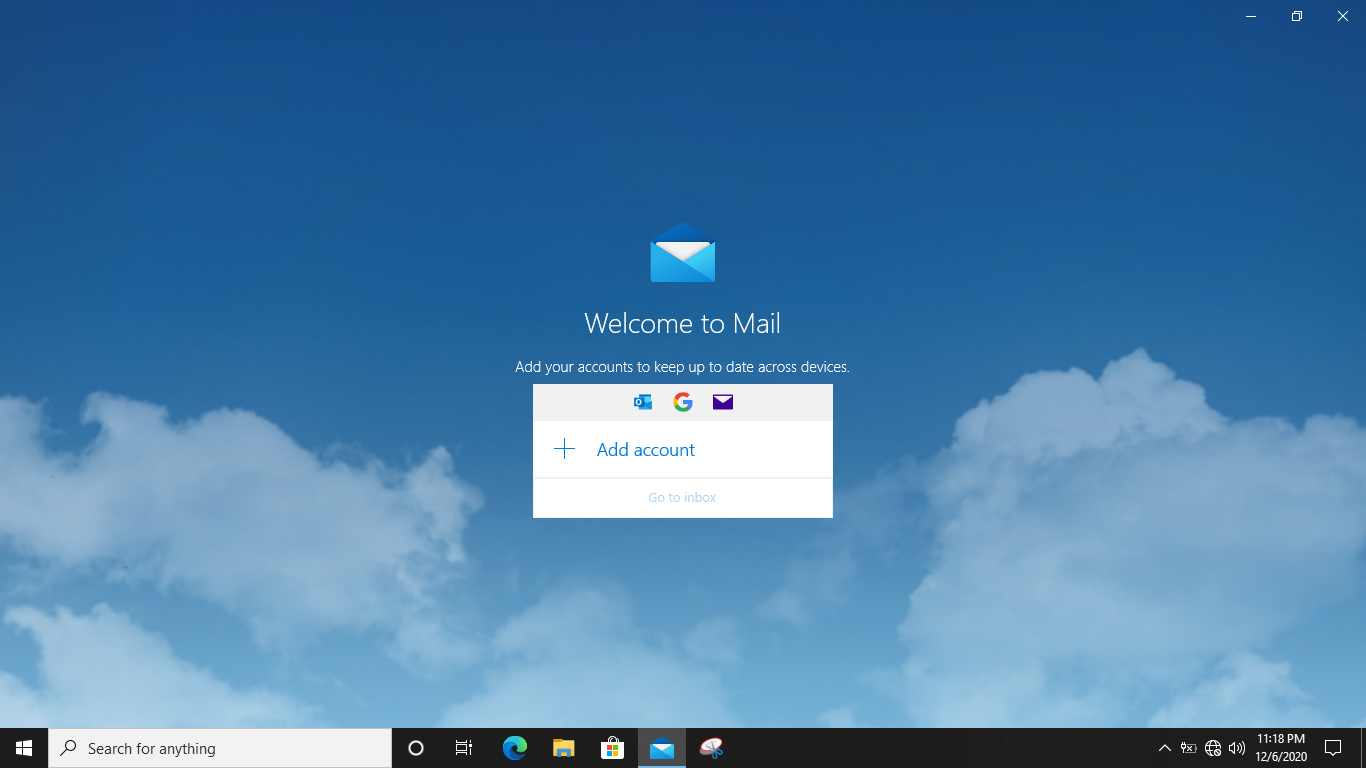 Welcome to Mail
Add your accounts to keep up to date across devices.
Add account
Go to inbox
Search for anything
11:18 PM
12/6/2020